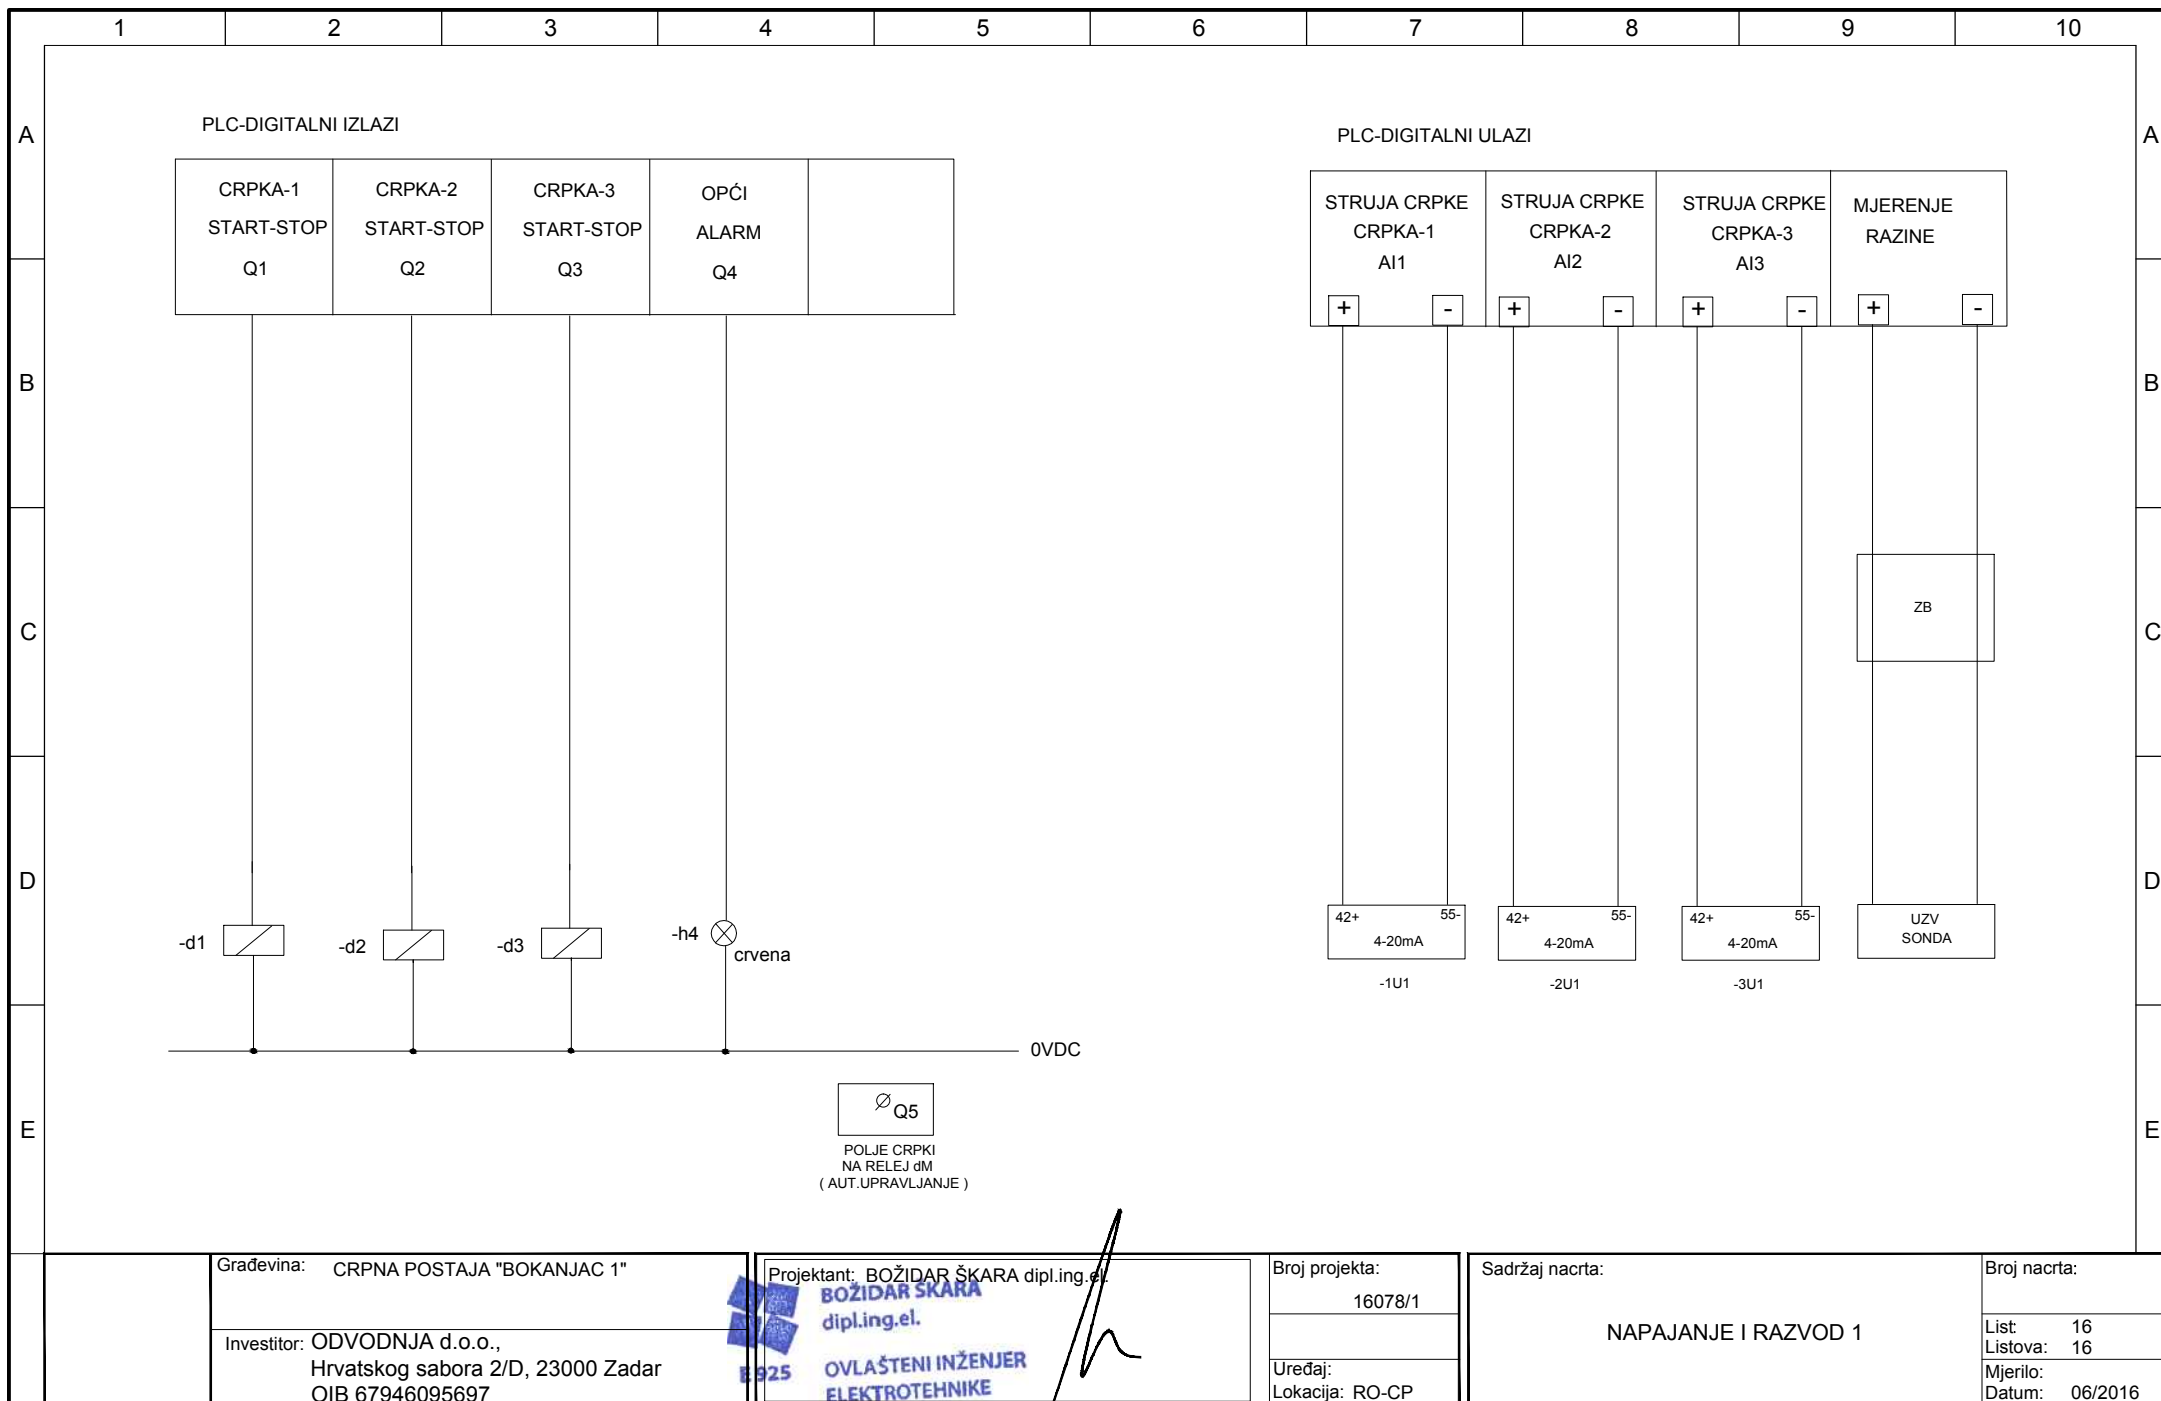 1 2 3 4 5 6 7 8 9 10
A A
B B
C C
D D
E E
PLC-DIGITALNI IZLAZI
CRPKA-1
START-STOP
Q1
CRPKA-2
START-STOP
Q2
CRPKA-3
START-STOP
Q3
OPĆI
ALARM
Q4
-d1
-d2
-d3
-h4
crvena
0VDC
Q5
POLJE CRPKI
NA RELEJ dM
( AUT.UPRAVLJANJE )
PLC-DIGITALNI ULAZI
STRUJA CRPKE
CRPKA-1
AI1
+ -
STRUJA CRPKE
CRPKA-2
AI2
+ -
STRUJA CRPKE
CRPKA-3
AI3
+ -
MJERENJE
RAZINE
+ -
ZB
42+ 55-
4-20mA
-1U1
42+ 55-
4-20mA
-2U1
42+ 55-
4-20mA
-3U1
UZV
SONDA
Građevina: CRPNA POSTAJA "BOKANJAC 1"
Investitor: ODVODNJA d.o.o.,
Hrvatskog sabora 2/D, 23000 Zadar
OIB 67946095697
Projektant: BOŽIDAR ŠKARA dipl.ing.el.
BOŽIDAR ŠKARA
dipl.ing.el.
E 925 OVLAŠTENI INŽENJER
ELEKTROTEHNIKE
Broj projekta:
16078/1
Uređaj:
Lokacija: RO-CP
Sadržaj nacrta:
NAPAJANJE I RAZVOD 1
Broj nacrta:
List: 16
Listova: 16
Mjerilo:
Datum: 06/2016